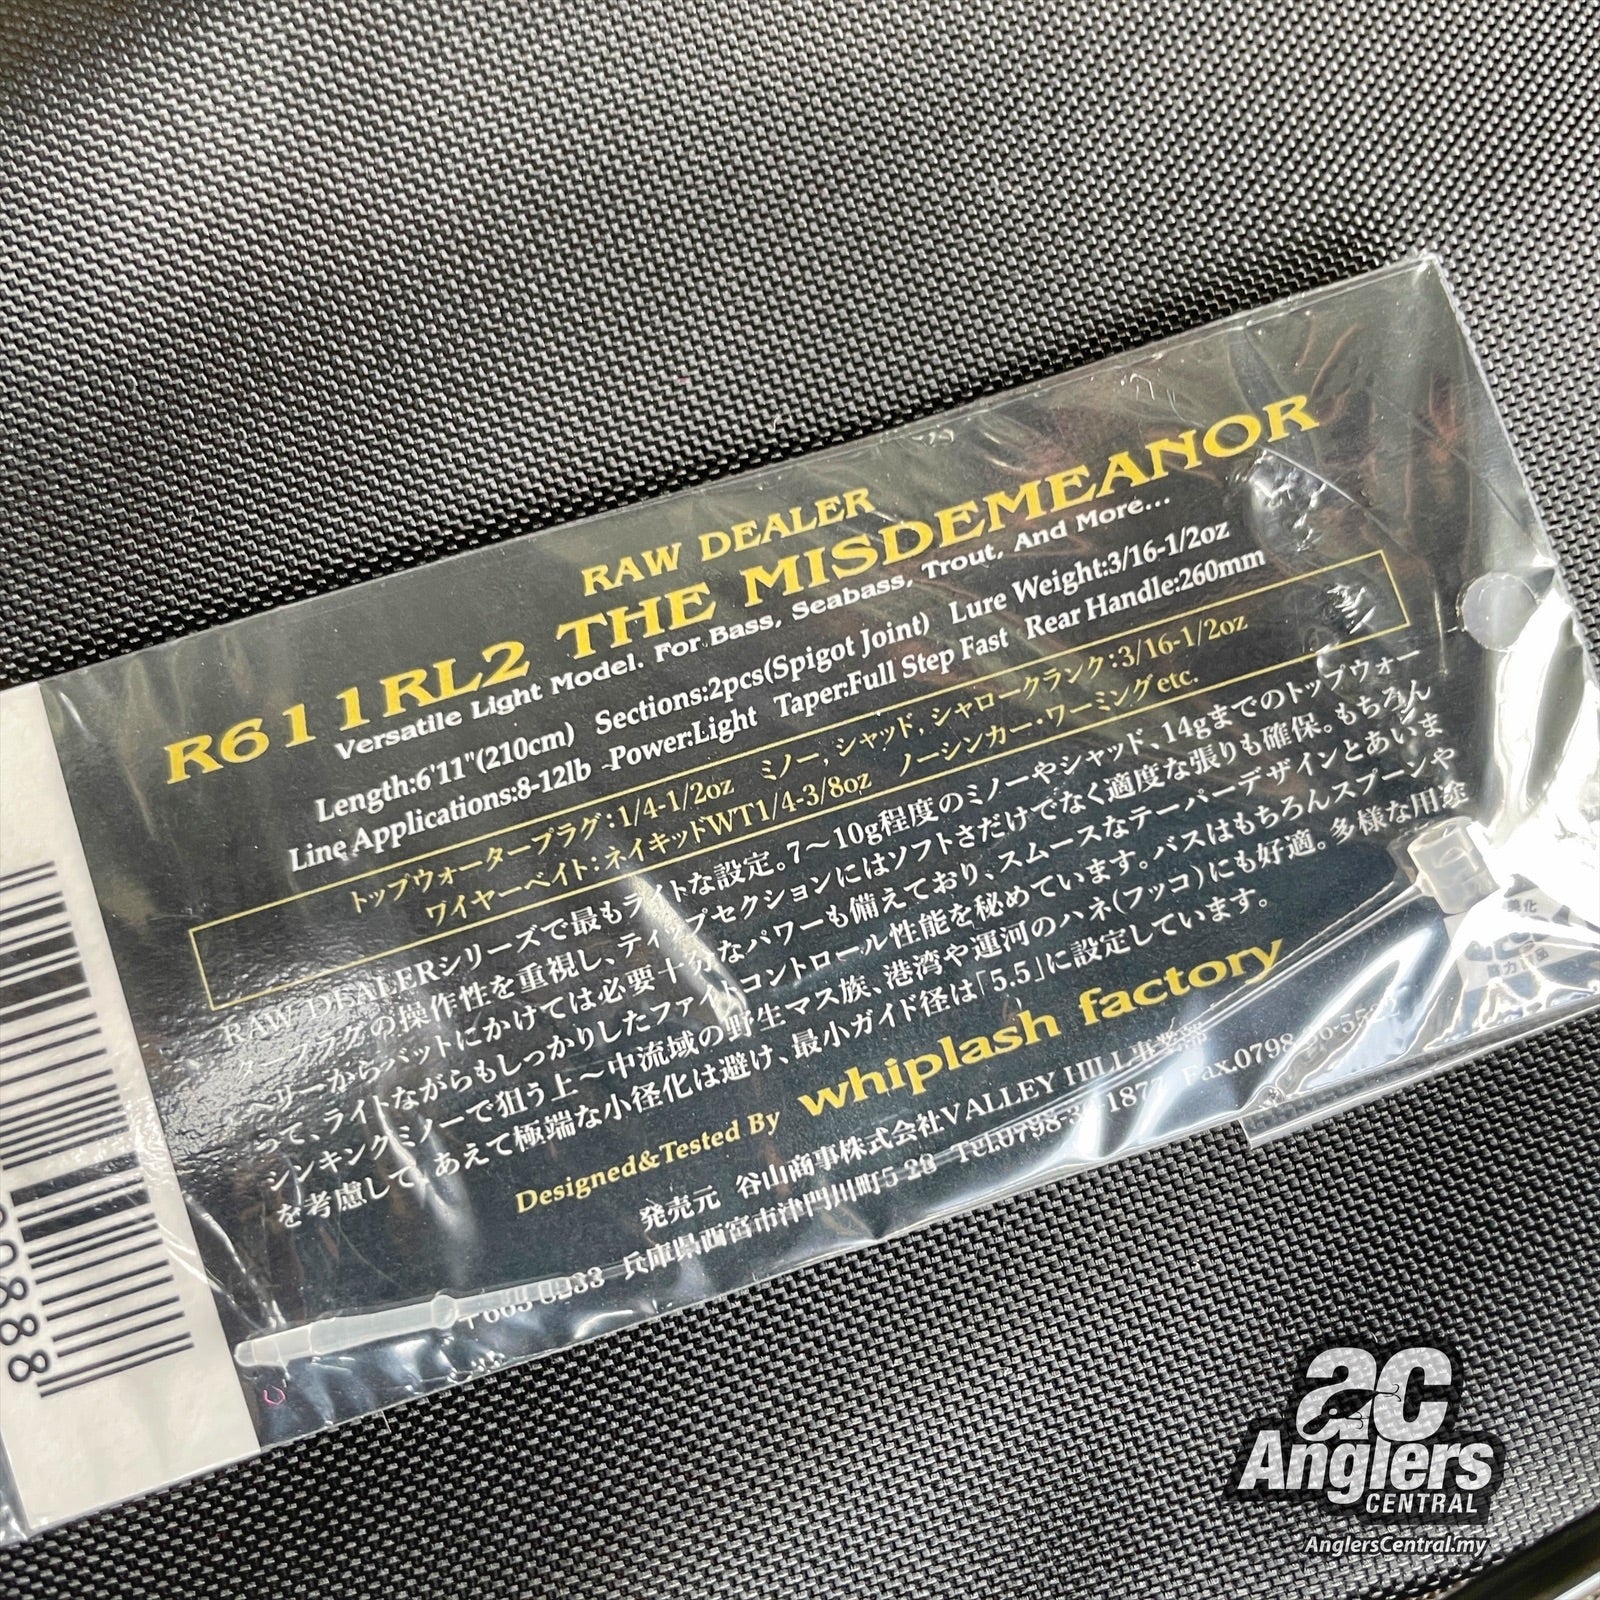 RAW DEALER
R611RL2 THE MISDEMEANOR
Versatile Light Model. For Bass, Seabass, Trout, And More...
Length:6'11"(210cm) Sections:2pcs(Spigot Joint) Lure Weight:3/16-1/2oz
Line Applications:8-12lb Power:Light Taper:Full Step Fast Rear Handle:260mm
トップウォータープラグ:1/4-1/2oz ミノー,シャッド,シャロークランク:3/16-1/2oz
ワイヤーベイト:ネイキッドWT1/4-3/8oz ノーシンカー・ワーミングetc.
RAW DEALERシリーズで最もライトな設定。7〜10g程度のミノーやシャッド、14gまでのトップウォー
タープラグの操作性を重視し、ティップセクションにはソフトさだけでなく適度な張りも確保。もちろん
ベリーからバットにかけては必要十分なパワーも備えており、スムースなテーパーデザインとあいま
って、ライトながらもしっかりしたファイトコントロール性能を秘めています。バスはもちろんスプーンや
シンキングミノーで狙う上〜中流域の野生マス族、港湾や運河のハネ(フッコ)にも好適。多様な用途
を考慮して、あえて極端な小径化は避け、最小ガイド径は「5.5」に設定しています。
Designed&Tested By whiplash factory
発売元 谷山商事株式会社VALLEY HILL事業部
兵庫県西宮市津門川町
8888
ac
Anglers
CENTRAL
AnglersCentral.my